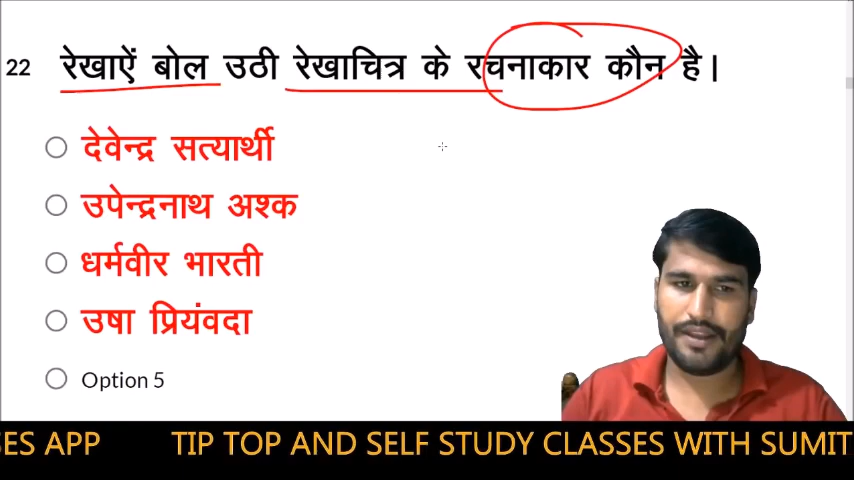 22 रेखाऐं बोल उठी रेखाचित्र के रचनाकार कौन है।
देवेन्द्र सत्यार्थी
उपेन्द्रनाथ अश्क
धर्मवीर भारती
उषा प्रियंवदा
Option 5
SES APP TIP TOP AND SELF STUDY CLASSES WITH SUMIT